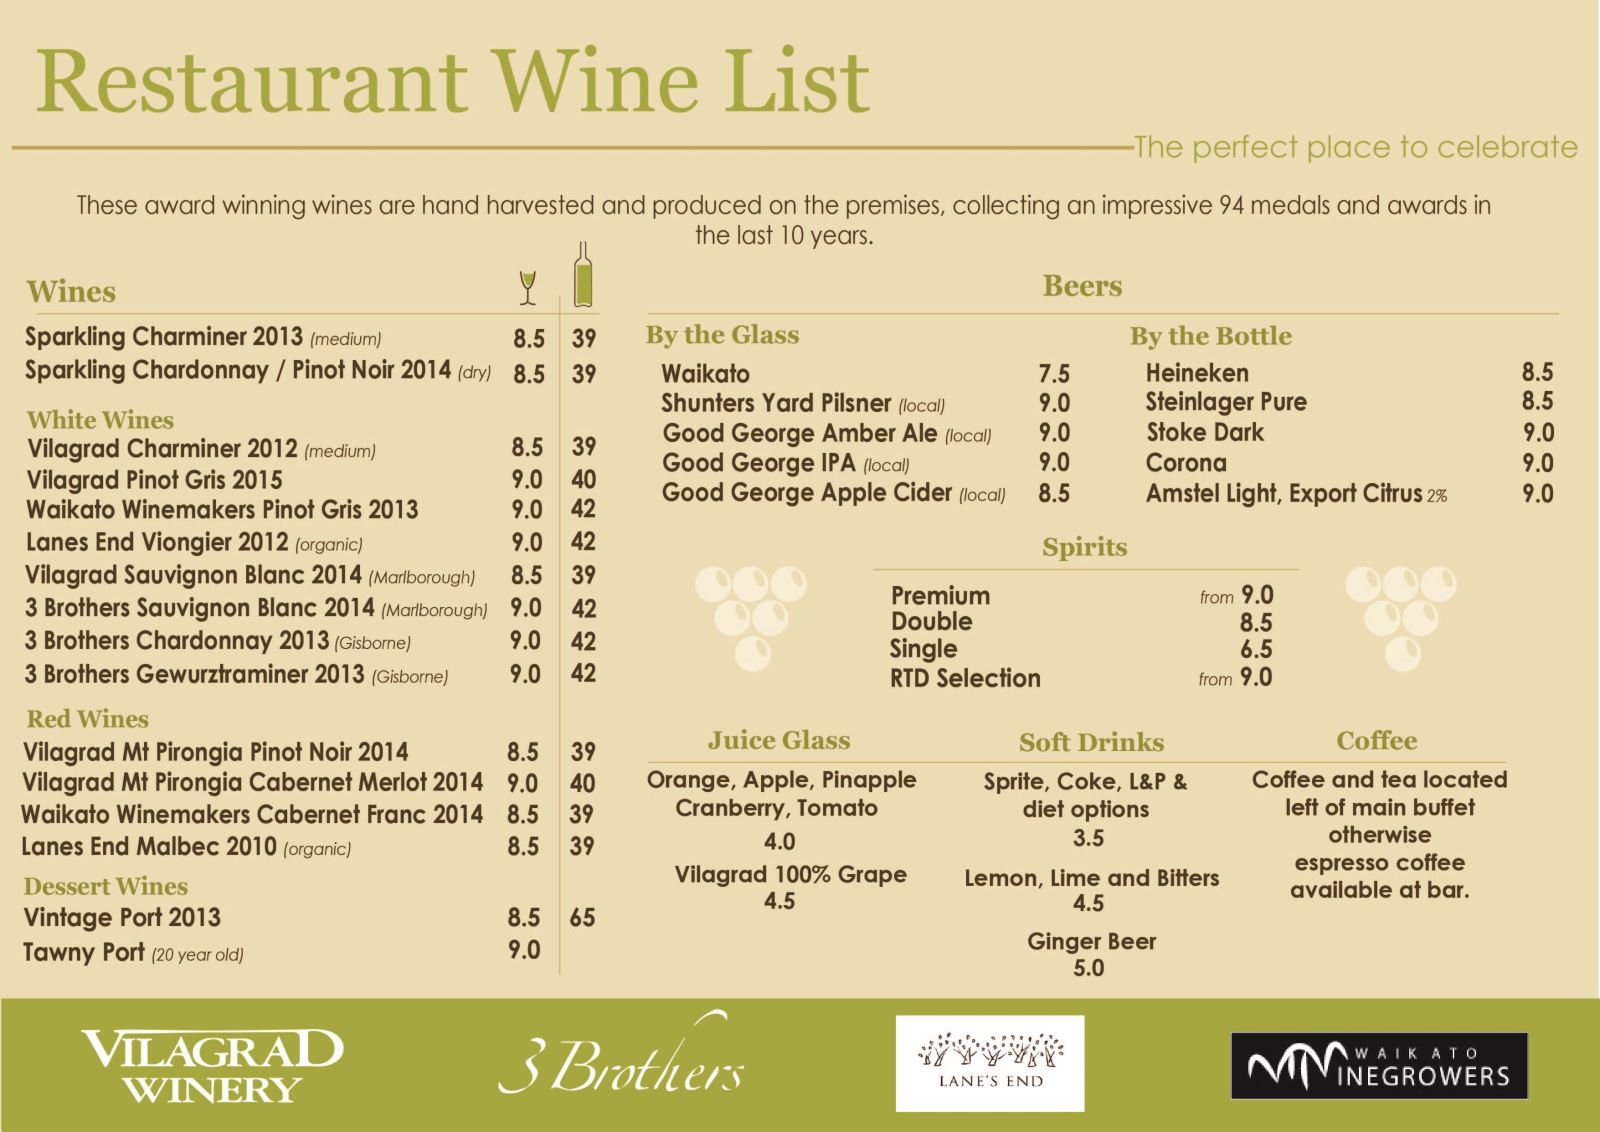 Restaurant Wine List
The perfect place to celebrate
These award winning wines are hand harvested and produced on the premises, collecting an impressive 94 medals and awards in
the last 10 years.
Wines
Sparkling Charminer 2013 (medium) 8.5 39
Sparkling Chardonnay / Pinot Noir 2014 (dry) 8.5 39
White Wines
Vilagrad Charminer 2012 (medium) 8.5 39
Vilagrad Pinot Gris 2015 9.0 40
Waikato Winemakers Pinot Gris 2013 9.0 42
Lanes End Viongier 2012 (organic) 9.0 42
Vilagrad Sauvignon Blanc 2014 (Marlborough) 8.5 39
3 Brothers Sauvignon Blanc 2014 (Marlborough) 9.0 42
3 Brothers Chardonnay 2013 (Gisborne) 9.0 42
3 Brothers Gewurztraminer 2013 (Gisborne) 9.0 42
Red Wines
Vilagrad Mt Pirongia Pinot Noir 2014 8.5 39
Vilagrad Mt Pirongia Cabernet Merlot 2014 9.0 40
Waikato Winemakers Cabernet Franc 2014 8.5 39
Lanes End Malbec 2010 (organic) 8.5 39
Dessert Wines
Vintage Port 2013 8.5 65
Tawny Port (20 year old) 9.0
Beers
By the Glass
Waikato 7.5
Shunters Yard Pilsner (local) 9.0
Good George Amber Ale (local) 9.0
Good George IPA (local) 9.0
Good George Apple Cider (local) 8.5
By the Bottle
Heineken 8.5
Steinlager Pure 8.5
Stoke Dark 9.0
Corona 9.0
Amstel Light, Export Citrus 2% 9.0
Spirits
Premium from 9.0
Double 8.5
Single 6.5
RTD Selection from 9.0
Juice Glass
Orange, Apple, Pinapple
Cranberry, Tomato
4.0
Vilagrad 100% Grape
4.5
Soft Drinks
Sprite, Coke, L&P &
diet options
3.5
Lemon, Lime and Bitters
4.5
Ginger Beer
5.0
Coffee
Coffee and tea located
left of main buffet
otherwise
espresso coffee
available at bar.
VILAGRAD
WINERY
3 Brothers
LANE'S END
WAIKATO
WINEGROWERS